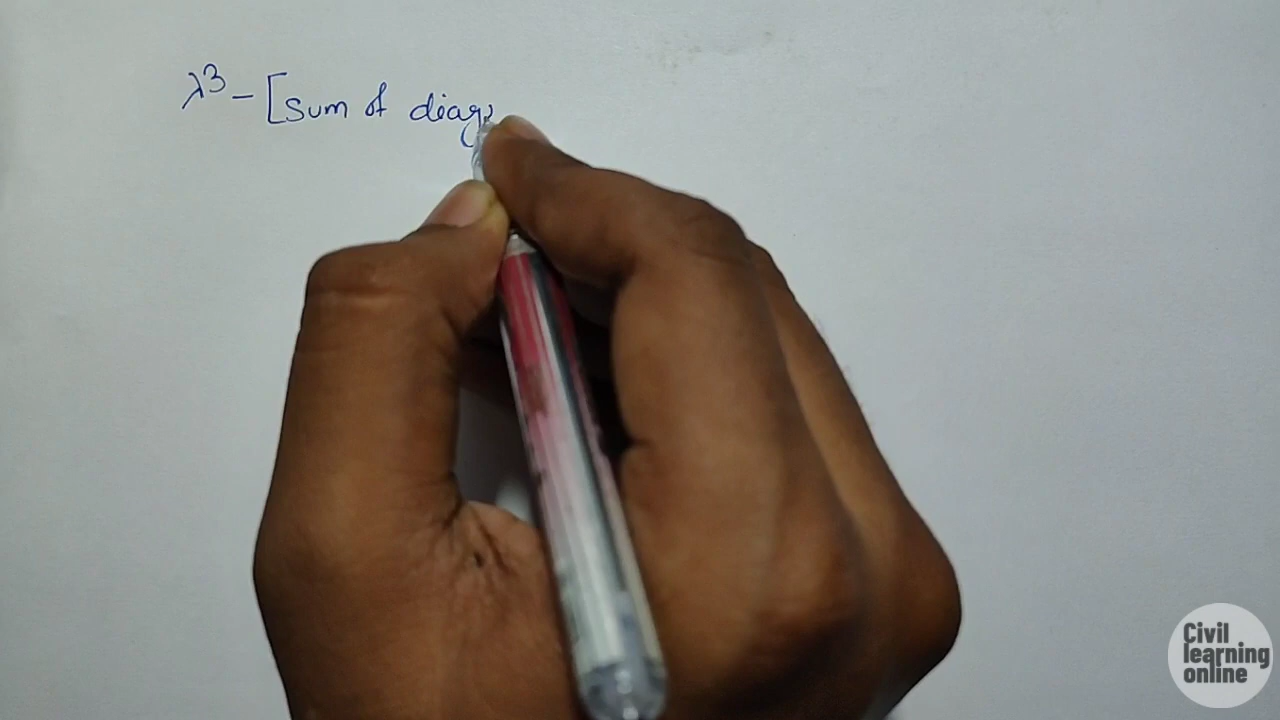 λ³ - [Sum of diag
Civil
learning
online